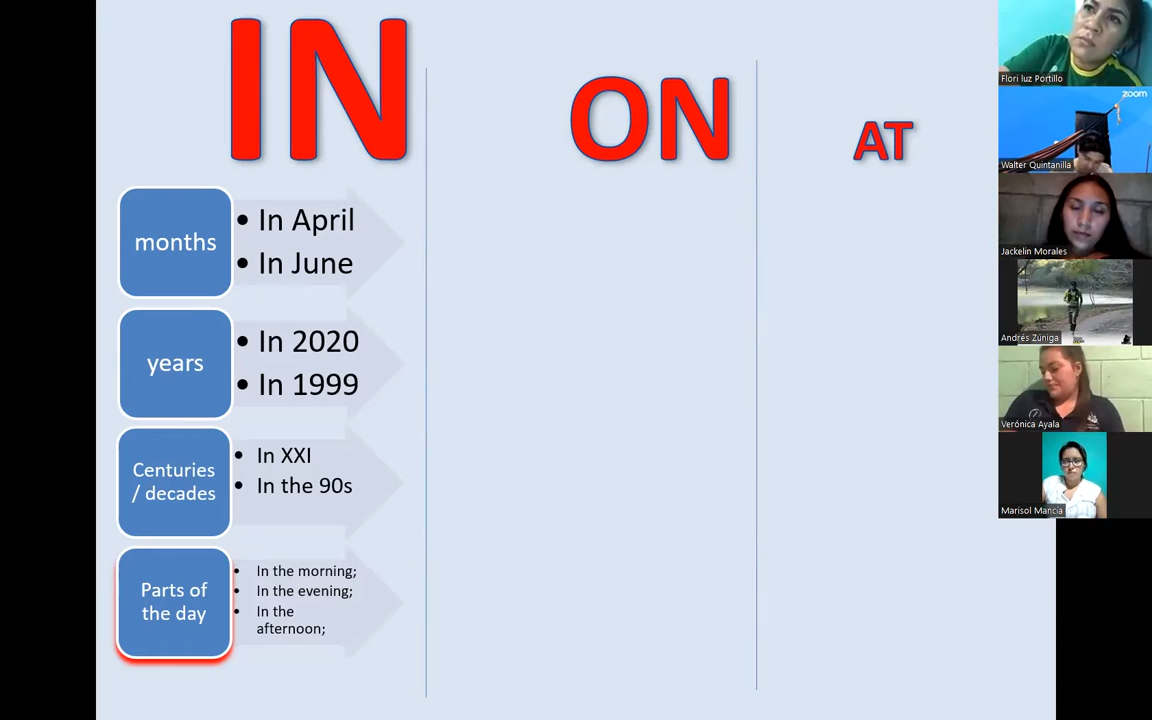 IN
ON
AT
months
• In April
• In June
years
• In 2020
• In 1999
Centuries
/ decades
• In XXI
• In the 90s
Parts of
the day
• In the morning;
• In the evening;
• In the
afternoon;
Flori luz Portillo
zoom
Walter Quintanilla
Jackelin Morales
Andrés Zúniga
Verónica Ayala
Marisol Mancía